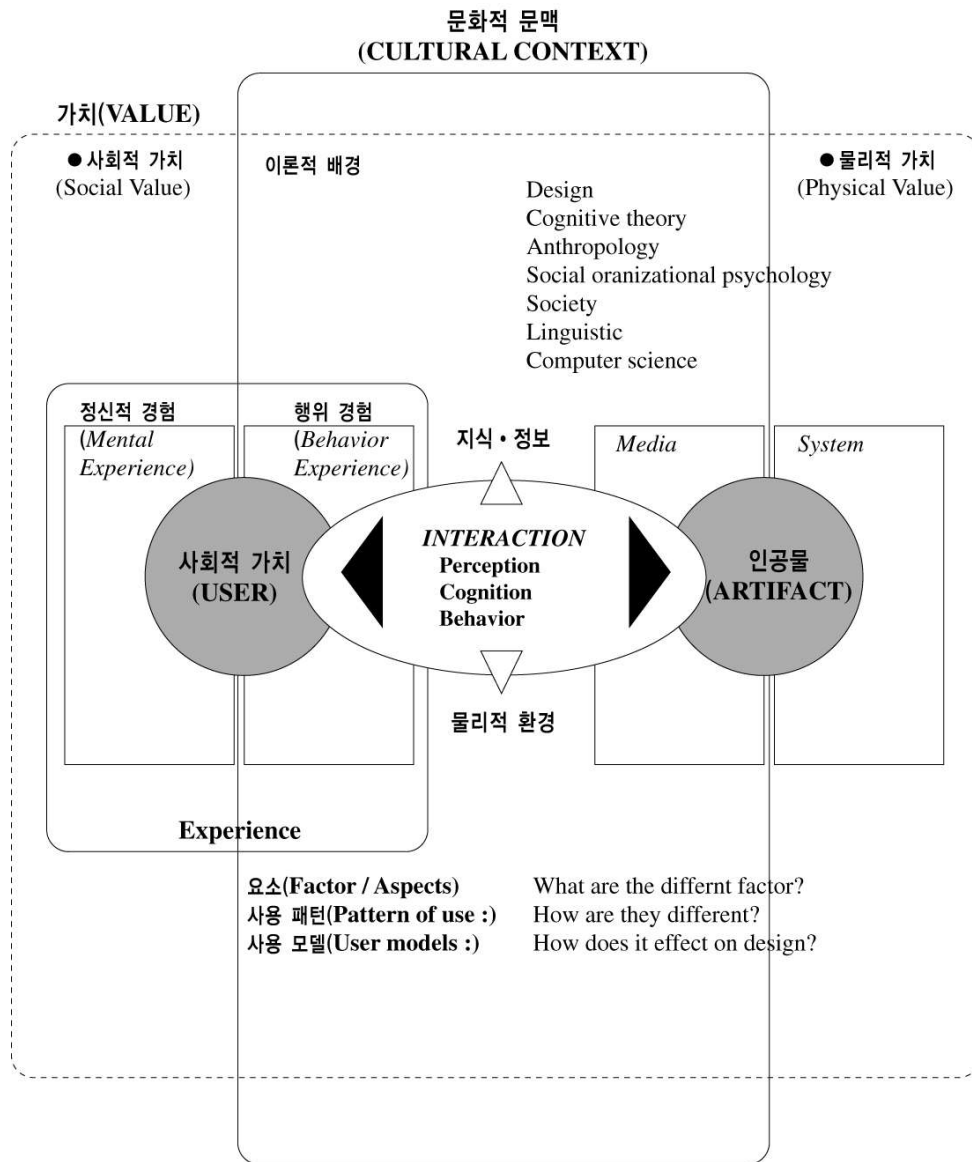 문화적 문맥
(CULTURAL CONTEXT)
가치(VALUE)
● 사회적 가치
(Social Value)
이론적 배경
● 물리적 가치
(Physical Value)
Design
Cognitive theory
Anthropology
Social oranizational psychology
Society
Linguistic
Computer science
정신적 경험
(Mental
Experience)
행위 경험
(Behavior
Experience)
지식 • 정보
Media
System
사회적 가치
(USER)
INTERACTION
Perception
Cognition
Behavior
인공물
(ARTIFACT)
물리적 환경
Experience
요소(Factor / Aspects) What are the differnt factor?
사용 패턴(Pattern of use :) How are they different?
사용 모델(User models :) How does it effect on design?